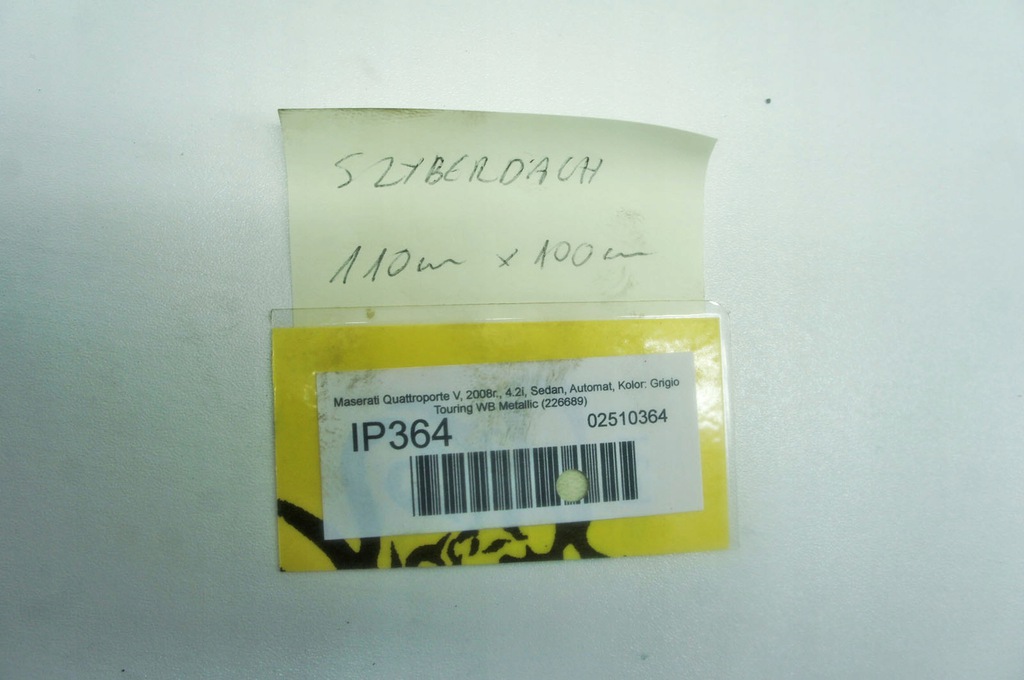 SZYBERDACH
110cm x 100cm
Maserati Quattroporte V, 2008r., 4.2i, Sedan, Automat, Kolor: Grigio
Touring WB Metallic (226689)
IP364 02510364